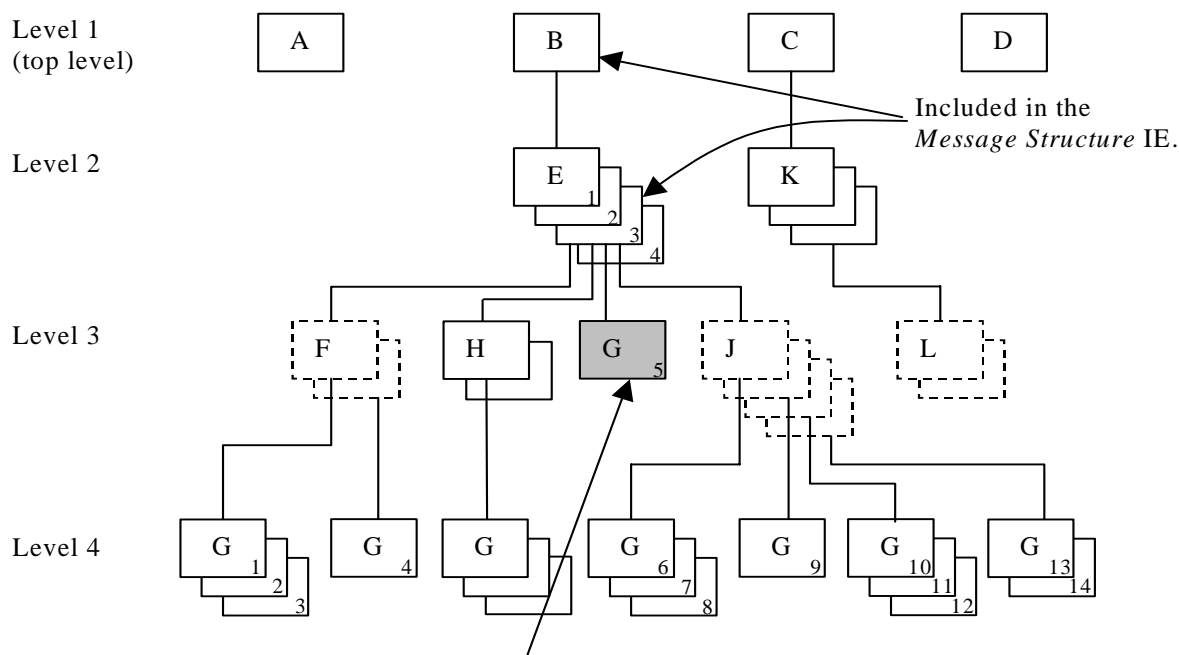 Level 1
(top level)
A
B
C
D
Included in the
Message Structure IE.
Level 2
E
1
2
3
4
K
Level 3
F
H
G
5
J
L
Level 4
G
1
2
3
G
4
G
G
6
7
8
G
9
G
10
11
12
G
13
14